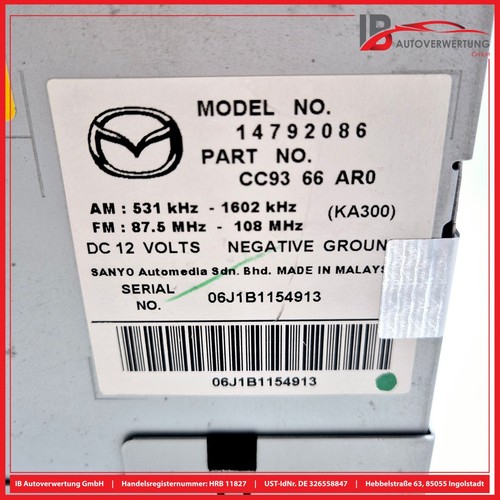 IB AUTOVERWERTUNG
GmbH
MODEL NO.
14792086
PART NO.
CC93 66 AR0
AM : 531 kHz - 1602 kHz (KA300)
FM : 87.5 MHz - 108 MHz
DC 12 VOLTS NEGATIVE GROUN
SANYO Automedia Sdn. Bhd. MADE IN MALAYS
SERIAL NO. 06J1B1154913
06J1B1154913
IB Autoverwertung GmbH | Handelsregisternummer: HRB 11827 | UST-IdNr. DE 326558847 | Hebbelstraße 63, 85055 Ingolstadt